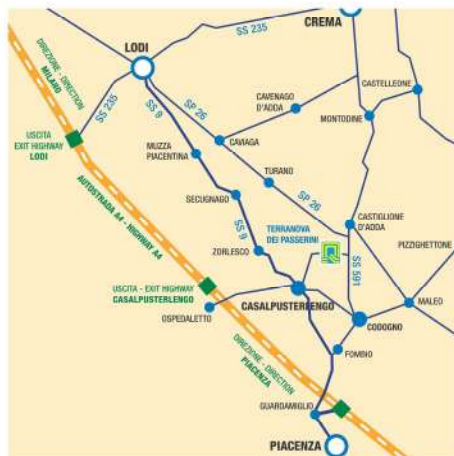 SS 235
CREMA
DIREZIONE - DIRECTION
MILANO
LODI
CASTELLEONE
SS 235
SS 9
SP 26
CAVENAGO
D'ADDA
MONTODINE
USCITA
EXIT HIGHWAY
LODI
CAVIAGA
MUZZA
PIACENTINA
TURANO
SP 26
AUTOSTRADA A4 - HIGHWAY A4
SECUGNAGO
CASTIGLIONE
D'ADDA
SS 9
TERRANOVA
DEI PASSERINI
PIZZIGHETTONE
ZORLESCO
SS 591
USCITA - EXIT HIGHWAY
CASALPUSTERLENGO
CASALPUSTERLENGO
MALEO
OSPEDALETTO
CODOGNO
DIREZIONE - DIRECTION
PIACENZA
FOMBIO
GUARDAMIGLIO
PIACENZA